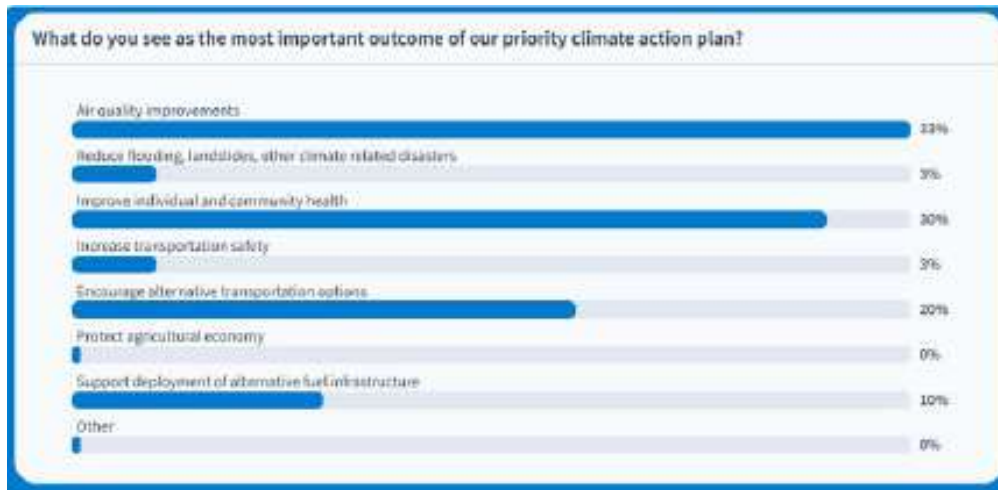 What do you see as the most important outcome of our priority climate action plan?
Air quality improvements
33%
Reduce flooding, landslides, other climate related disasters
3%
Improve individual and community health
30%
Increase transportation safety
3%
Encourage alternative transportation options
20%
Protect agricultural economy
0%
Support deployment of alternative fuel infrastructure
10%
Other
0%